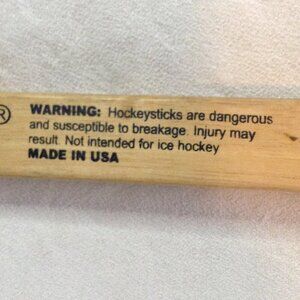 ®
WARNING: Hockeysticks are dangerous
and susceptible to breakage. Injury may
result. Not intended for ice hockey
MADE IN USA